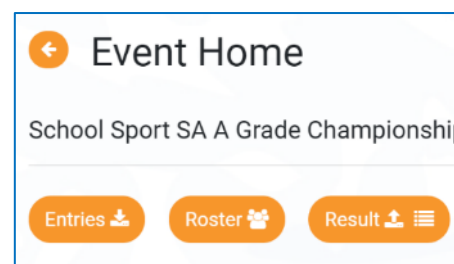 Event Home
School Sport SA A Grade Championshi
Entries Roster Result